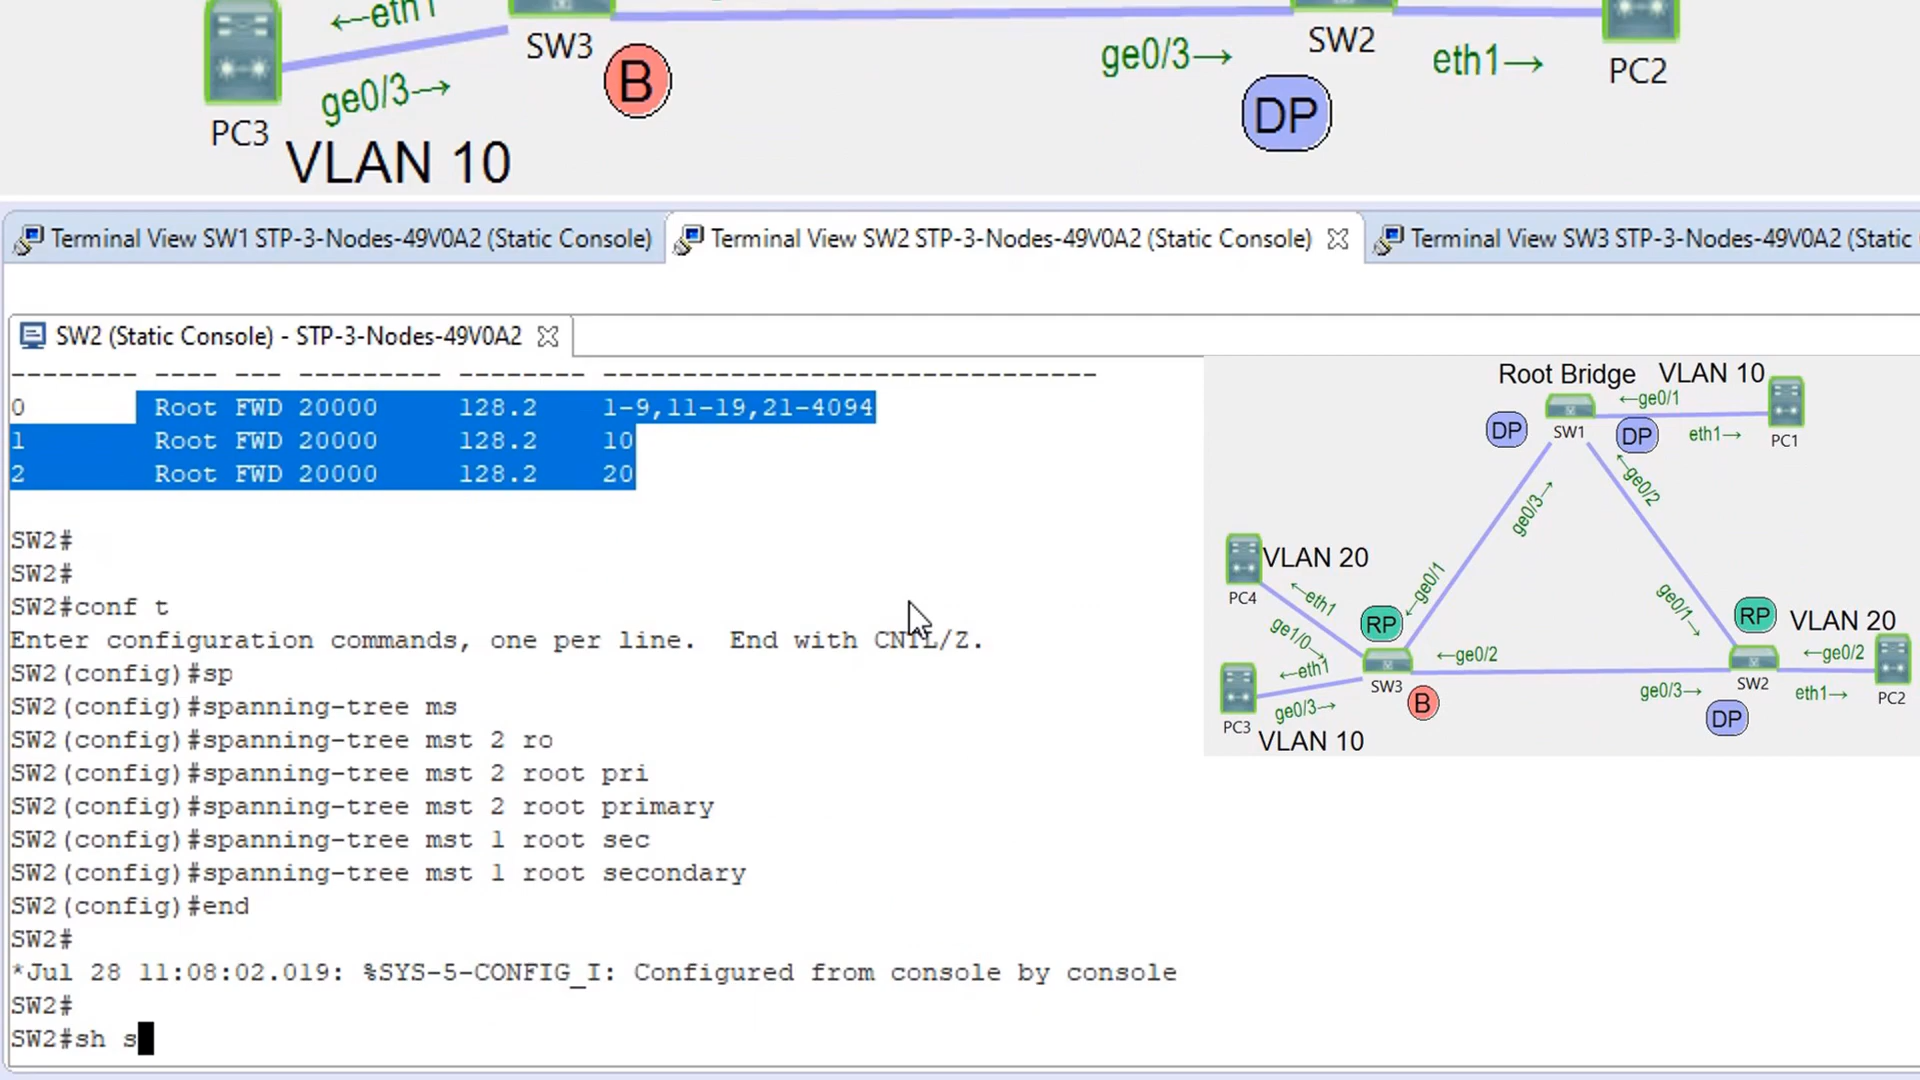 ←eth1
SW3
SW2
PC3
ge0/3→
B
ge0/3→
DP
eth1→
PC2
VLAN 10
Terminal View SW1 STP-3-Nodes-49V0A2 (Static Console)
Terminal View SW2 STP-3-Nodes-49V0A2 (Static Console)
Terminal View SW3 STP-3-Nodes-49V0A2 (Static
SW2 (Static Console) - STP-3-Nodes-49V0A2
-------- ---- --- --------- -------- -------------------------------
0        Root FWD 20000     128.2    1-9,11-19,21-4094
1        Root FWD 20000     128.2    10
2        Root FWD 20000     128.2    20
SW2#
SW2#
SW2#conf t
Enter configuration commands, one per line.  End with CNTL/Z.
SW2(config)#sp
SW2(config)#spanning-tree ms
SW2(config)#spanning-tree mst 2 ro
SW2(config)#spanning-tree mst 2 root pri
SW2(config)#spanning-tree mst 2 root primary
SW2(config)#spanning-tree mst 1 root sec
SW2(config)#spanning-tree mst 1 root secondary
SW2(config)#end
SW2#
*Jul 28 11:08:02.019: %SYS-5-CONFIG_I: Configured from console by console
SW2#
SW2#sh s
Root Bridge
VLAN 10
←ge0/1
DP
SW1
DP
eth1→
PC1
←ge0/2
ge0/3→
VLAN 20
PC4
←eth1
←ge0/1
ge0/1→
RP
RP
VLAN 20
ge1/0→
←eth1
←ge0/2
←ge0/2
SW3
SW2
PC3
ge0/3→
B
ge0/3→
DP
eth1→
PC2
VLAN 10